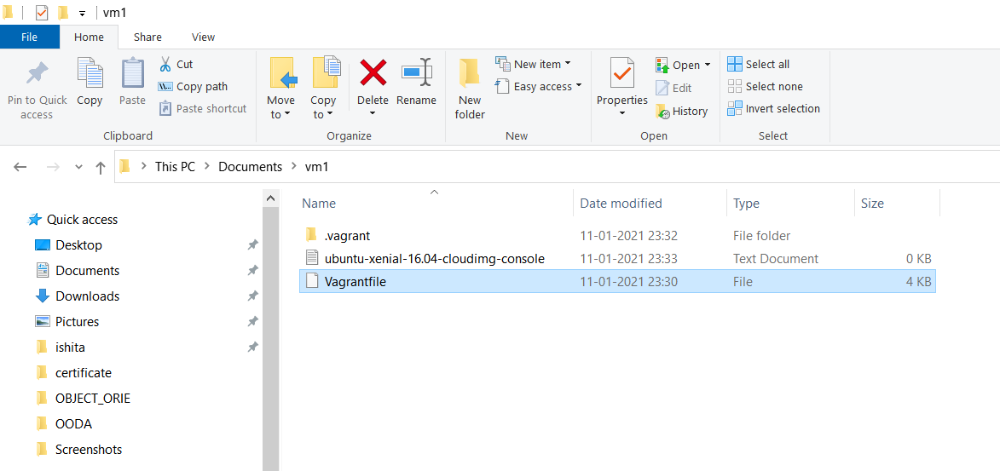 vm1
File Home Share View
Pin to Quick access
Copy
Paste
Cut
Copy path
Paste shortcut
Clipboard
Move to
Copy to
Delete
Rename
Organize
New folder
New item
Easy access
New
Properties
Open
Edit
History
Open
Select all
Select none
Invert selection
Select
This PC Documents vm1
Quick access
Desktop
Documents
Downloads
Pictures
ishita
certificate
OBJECT_ORIE
OODA
Screenshots
Name Date modified Type Size
.vagrant 11-01-2021 23:32 File folder
ubuntu-xenial-16.04-cloudimg-console 11-01-2021 23:33 Text Document 0 KB
Vagrantfile 11-01-2021 23:30 File 4 KB